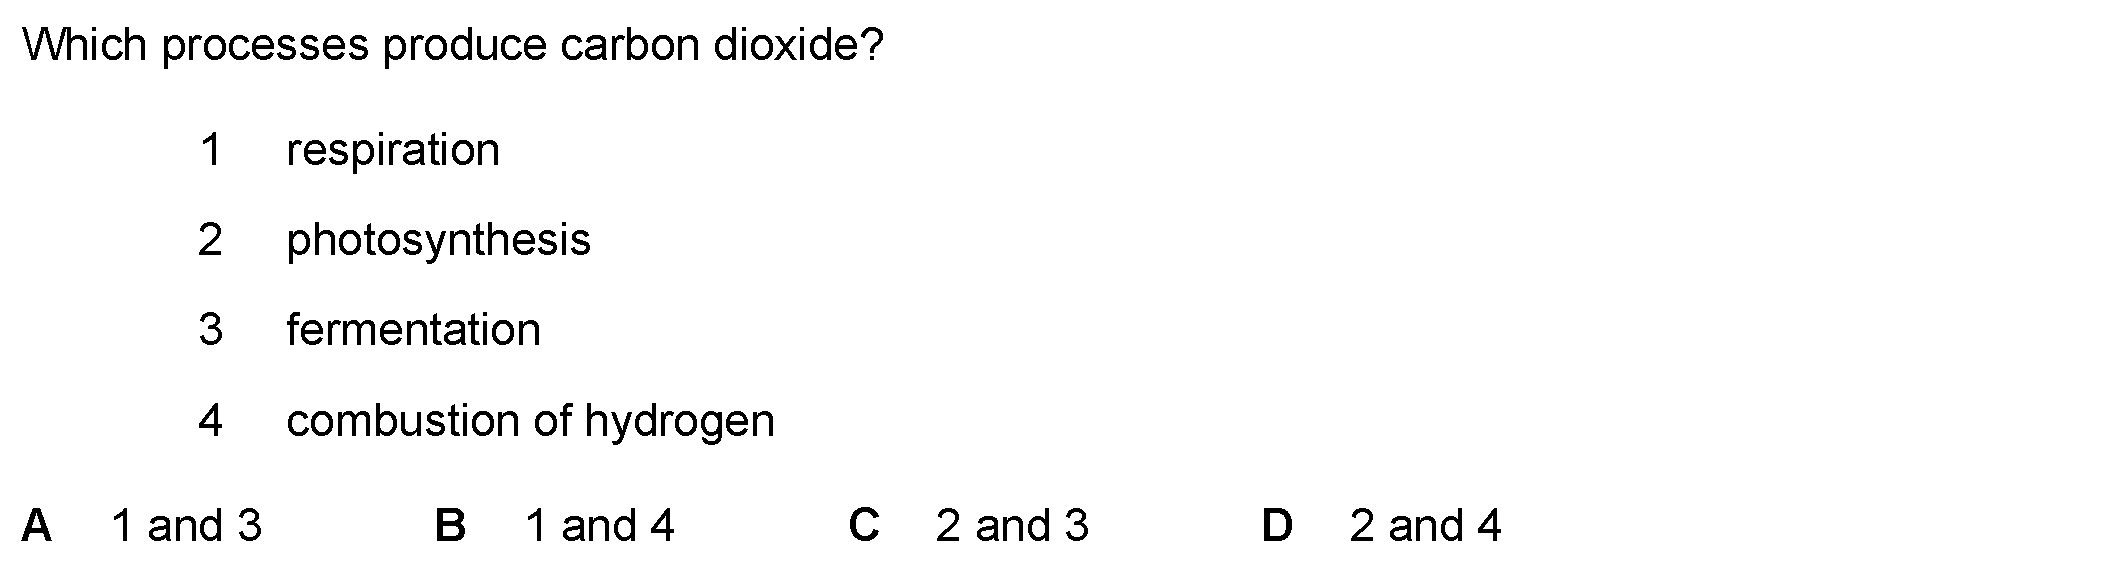 Which processes produce carbon dioxide?
1 respiration
2 photosynthesis
3 fermentation
4 combustion of hydrogen
A 1 and 3 B 1 and 4 C 2 and 3 D 2 and 4